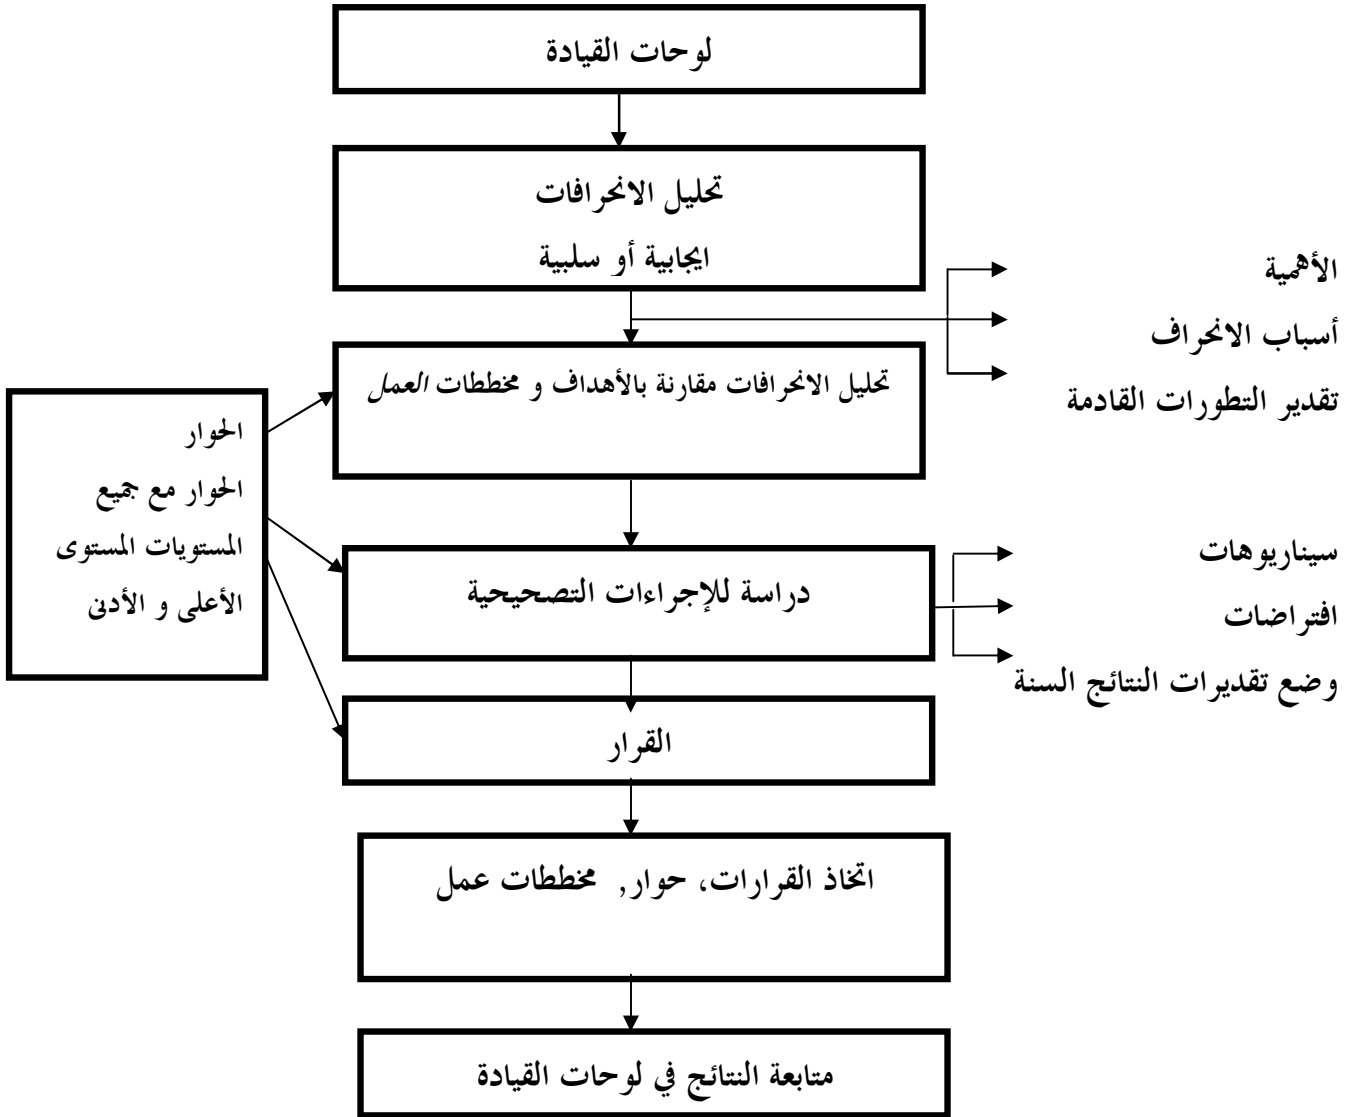 لوحات القيادة
تحليل الانحرافات
ايجابية أو سلبية
الأهمية
أسباب الانحراف
تقدير التطورات القادمة
تحليل الانحرافات مقارنة بالأهداف و مخططات العمل
الحوار
الحوار مع جميع
المستويات المستوى
الأعلى و الأدنى
دراسة للإجراءات التصحيحية
سيناريوهات
افتراضات
وضع تقديرات النتائج السنة
القرار
اتخاذ القرارات، حوار, مخططات عمل
متابعة النتائج في لوحات القيادة